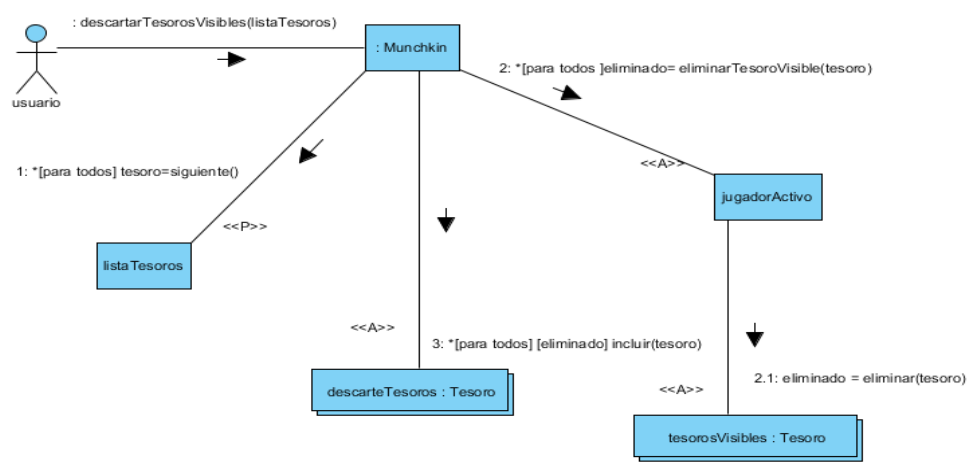 : descartarTesorosVisibles(listaTesoros)
: Munchkin
usuario
2: *[para todos ]eliminado= eliminarTesoroVisible(tesoro)
1: *[para todos] tesoro=siguiente()
<<A>>
jugadorActivo
<<P>>
listaTesoros
<<A>>
3: *[para todos] [eliminado] incluir(tesoro)
descarteTesoros : Tesoro
2.1: eliminado = eliminar(tesoro)
<<A>>
tesorosVisibles : Tesoro